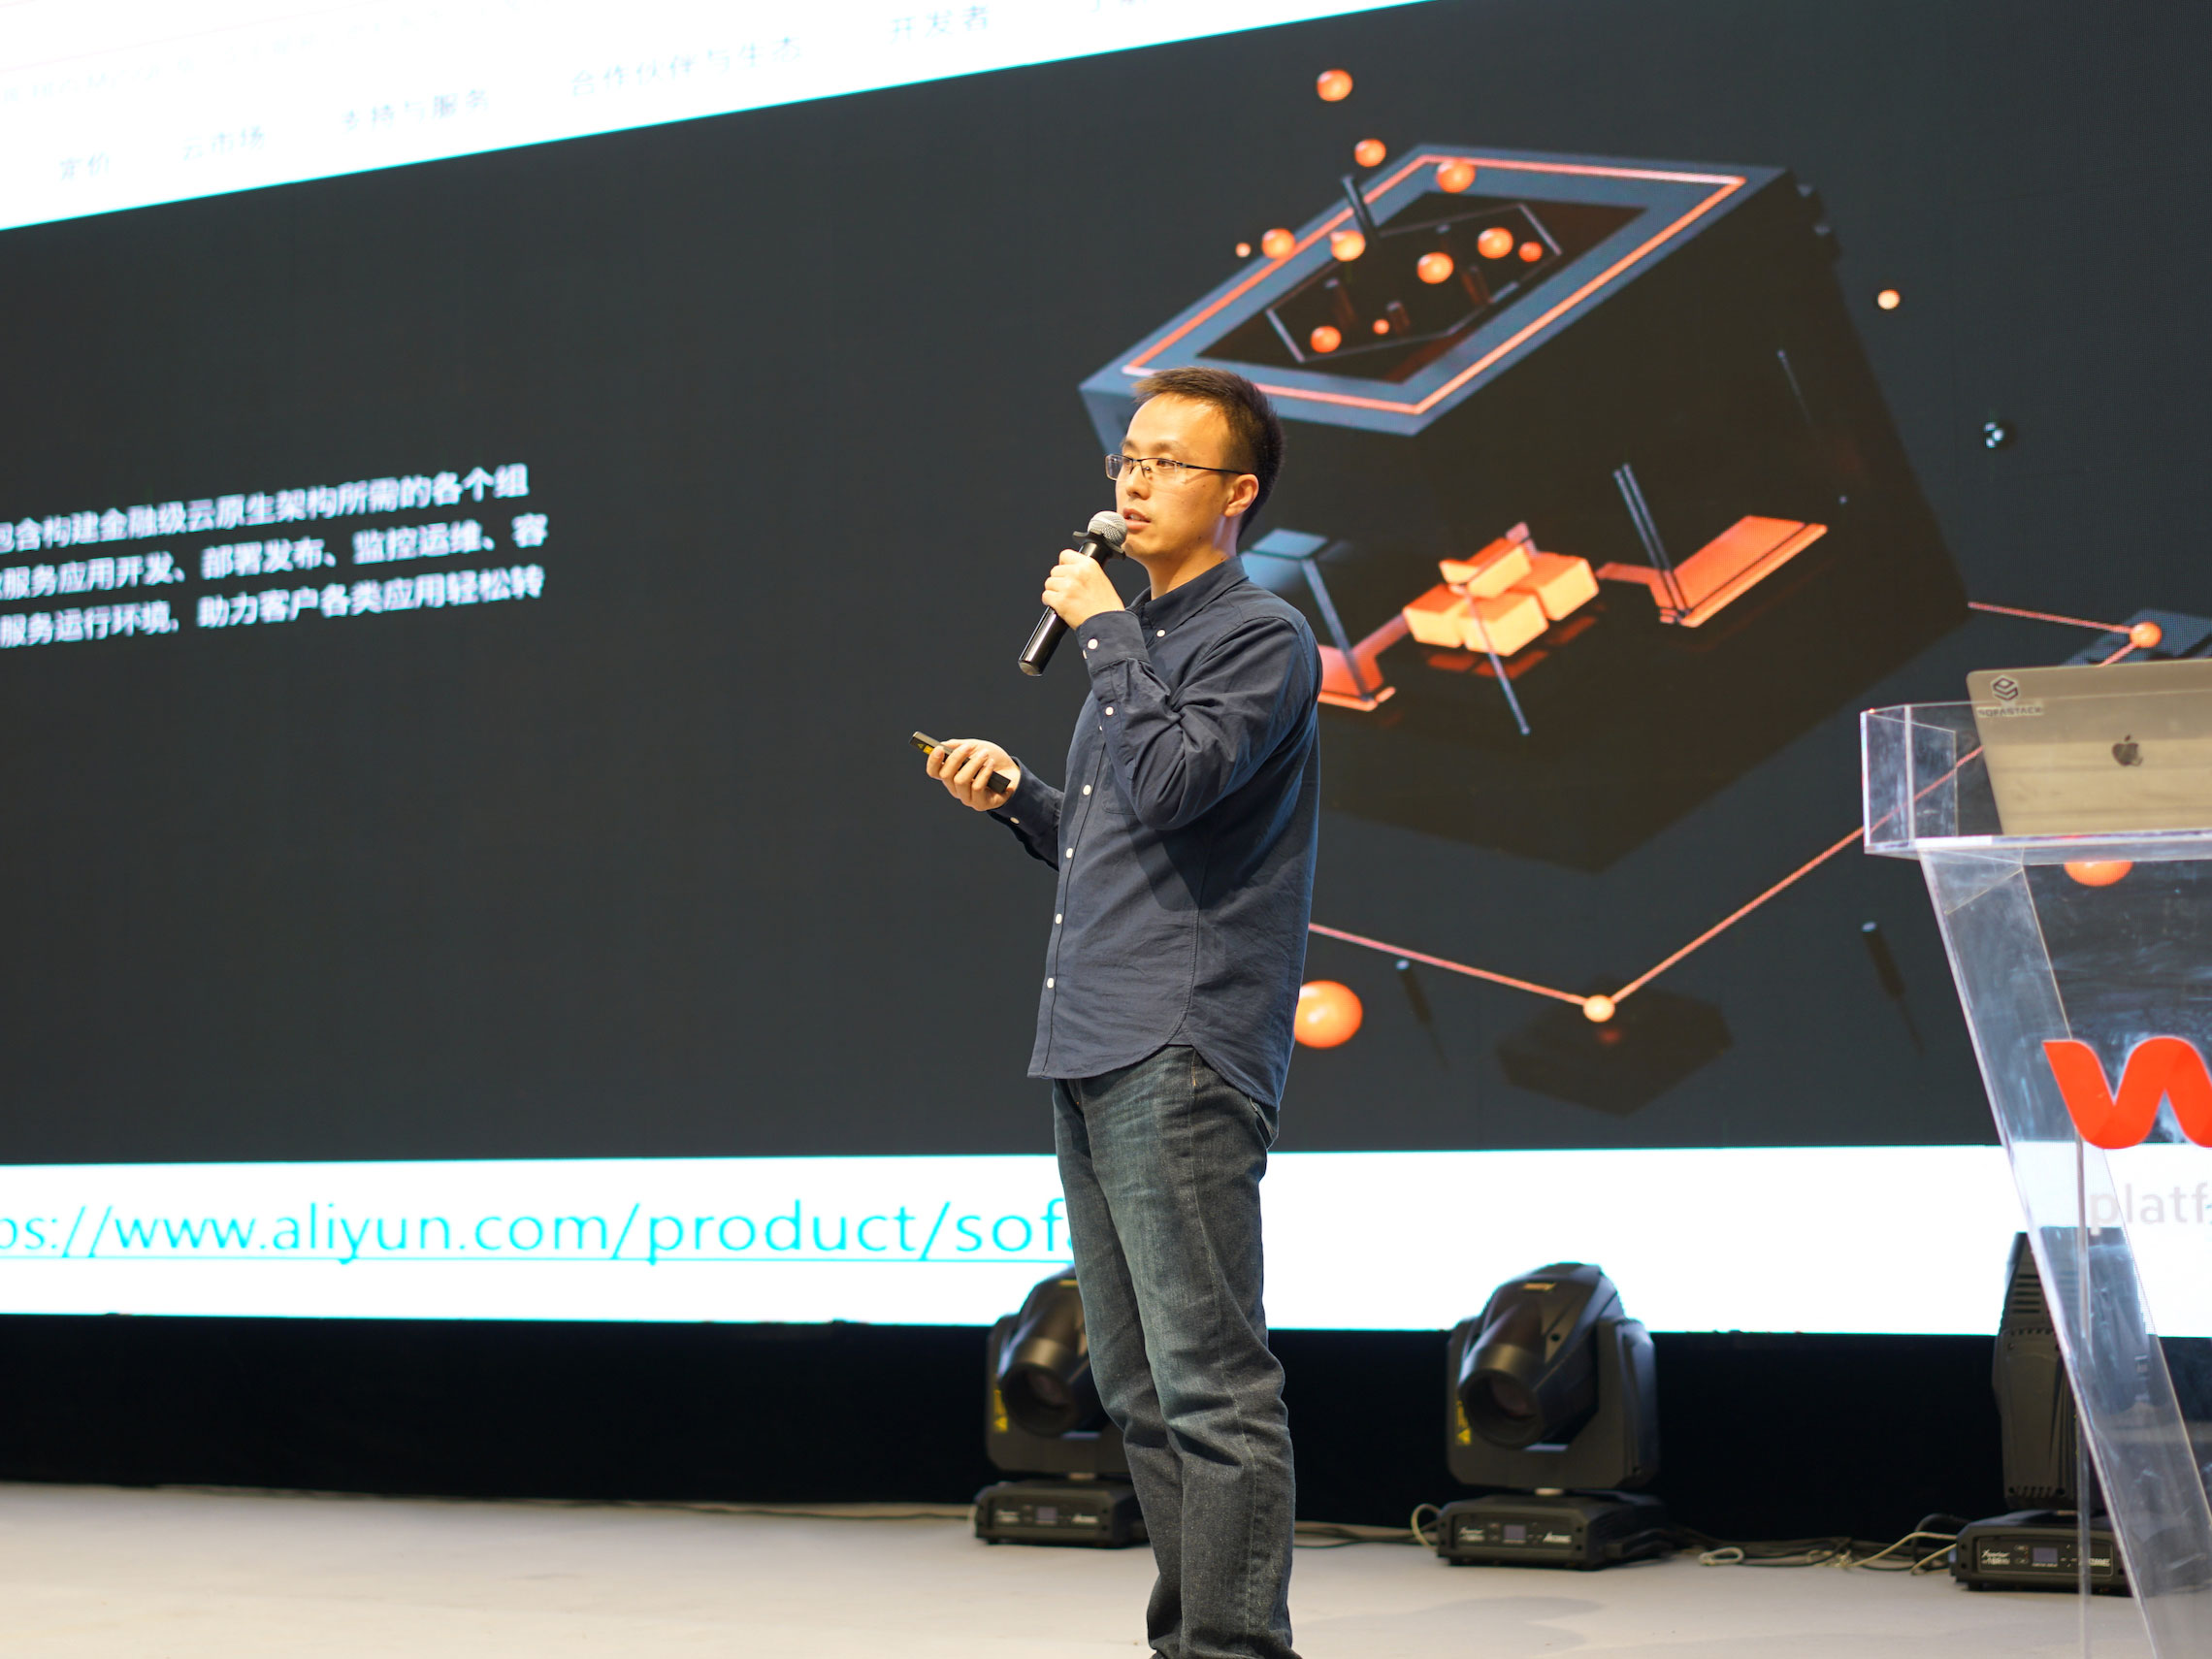 开发者
合作伙伴与生态
支持与服务
云市场
定价
包含构建金融级云原生架构所需的各个组
服务应用开发、部署发布、监控运维、容
服务运行环境，助力客户各类应用轻松转
ps://www.aliyun.com/product/sof
SOFASTACK
platf